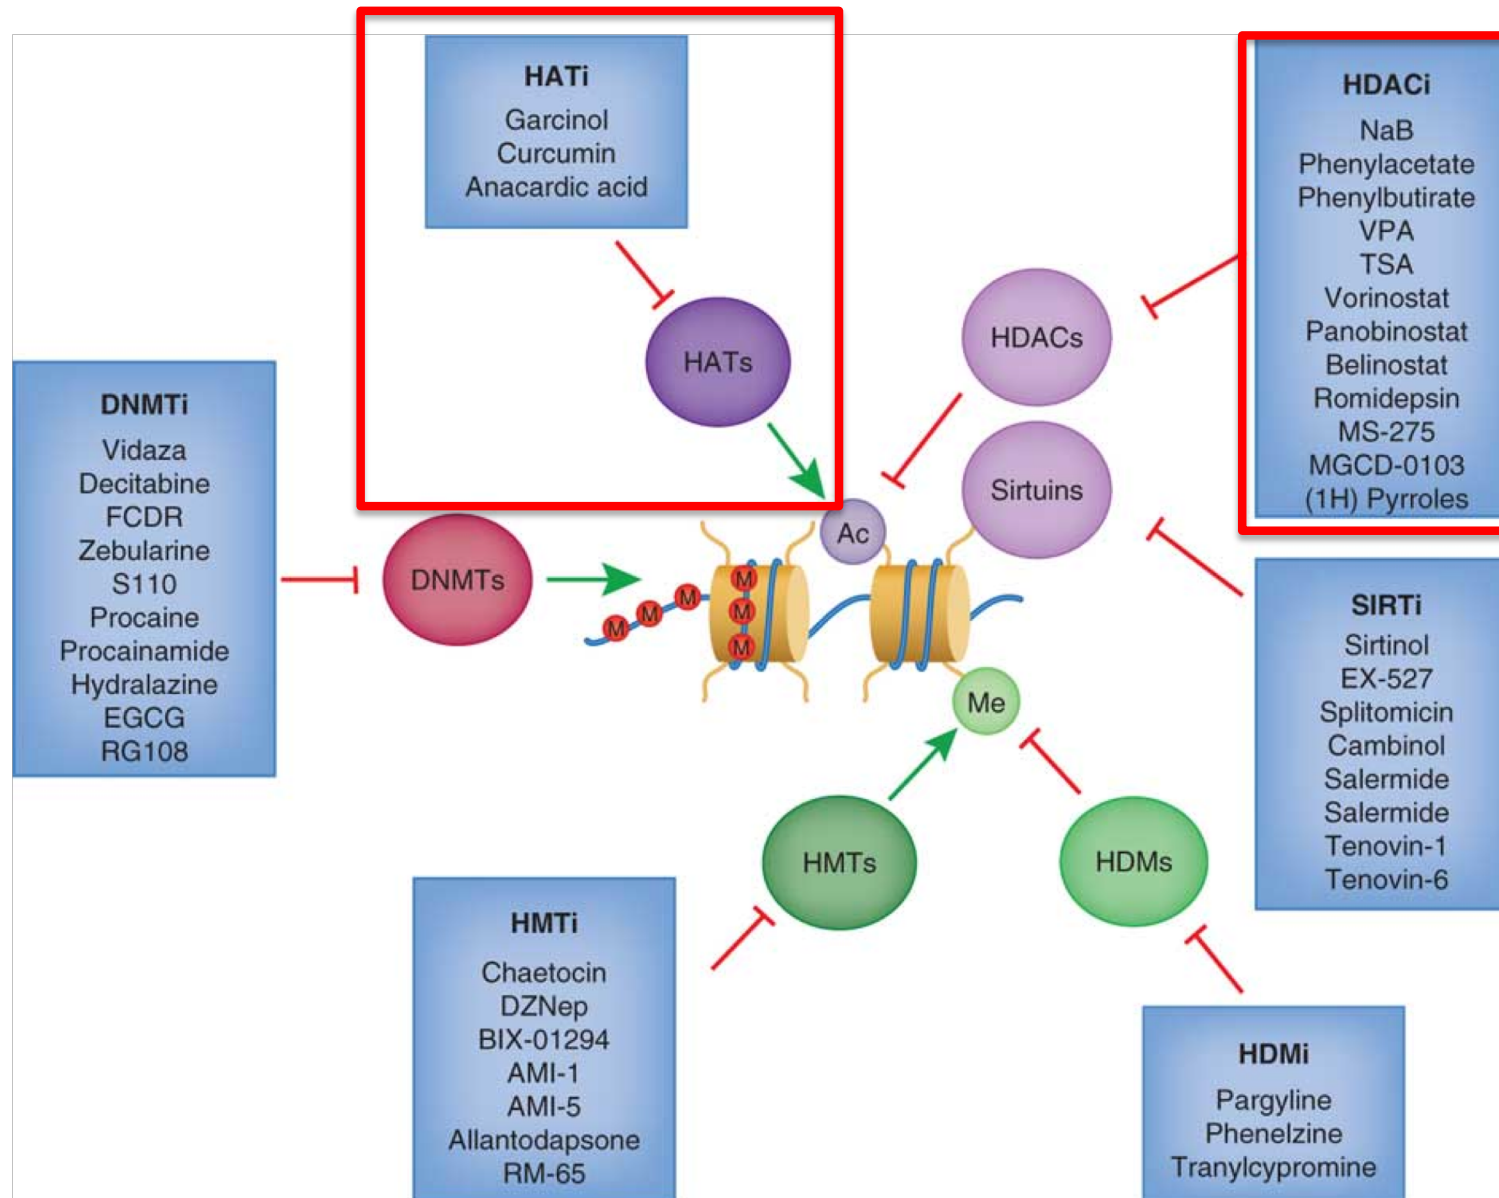 HATi
Garcinol
Curcumin
Anacardic acid
HATs
HDACi
NaB
Phenylacetate
Phenylbutirate
VPA
TSA
Vorinostat
Panobinostat
Belinostat
Romidepsin
MS-275
MGCD-0103
(1H) Pyrroles
HDACs
Sirtuins
Ac
DNMTi
Vidaza
Decitabine
FCDR
Zebularine
S110
Procaine
Procainamide
Hydralazine
EGCG
RG108
DNMTs
M
M
M
M
M
M
Me
SIRTi
Sirtinol
EX-527
Splitomicin
Cambinol
Salermide
Salermide
Tenovin-1
Tenovin-6
HMTs
HDMs
HMTi
Chaetocin
DZNep
BIX-01294
AMI-1
AMI-5
Allantodapsone
RM-65
HDMi
Pargyline
Phenelzine
Tranylcypromine